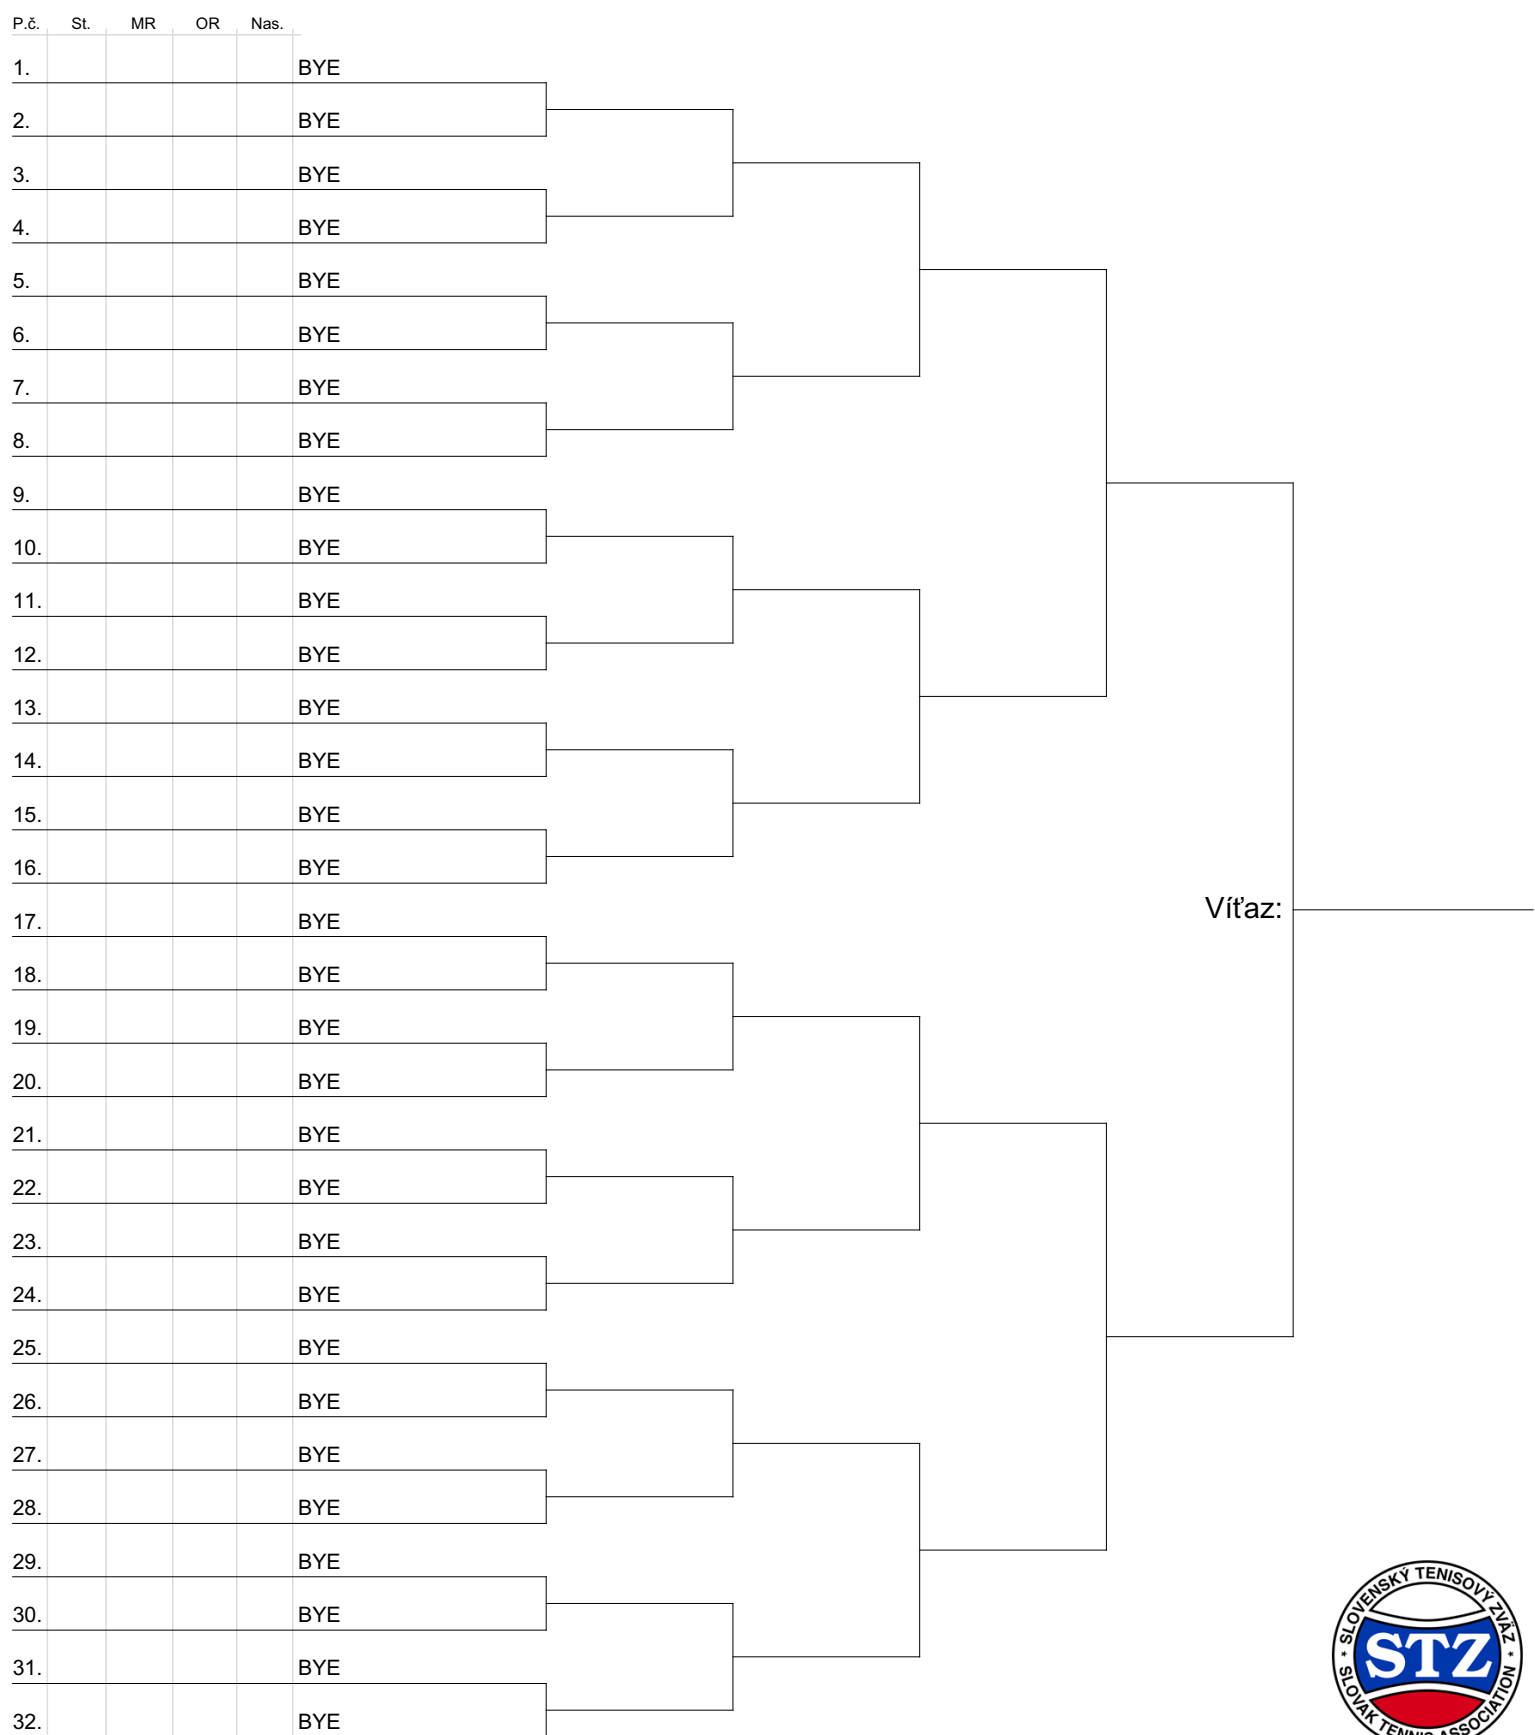 P.č. St. MR OR Nas.
1. BYE
2. BYE
3. BYE
4. BYE
5. BYE
6. BYE
7. BYE
8. BYE
9. BYE
10. BYE
11. BYE
12. BYE
13. BYE
14. BYE
15. BYE
16. BYE
Víťaz:
17. BYE
18. BYE
19. BYE
20. BYE
21. BYE
22. BYE
23. BYE
24. BYE
25. BYE
26. BYE
27. BYE
28. BYE
29. BYE
30. BYE
31. BYE
32. BYE
SLOVENSKÝ TENISOVÝ ZVÄZ
STZ
SLOVAK TENNIS ASSOCIATION